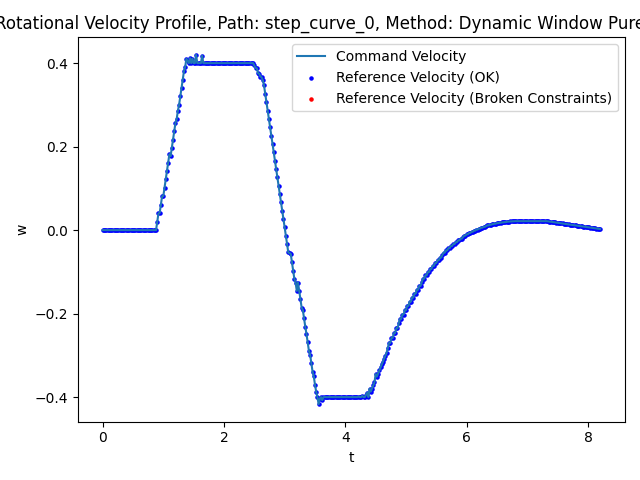 Rotational Velocity Profile, Path: step_curve_0, Method: Dynamic Window Pure
Command Velocity
Reference Velocity (OK)
Reference Velocity (Broken Constraints)
0.4
0.2
0.0
−0.2
−0.4
w
0
2
4
6
8
t